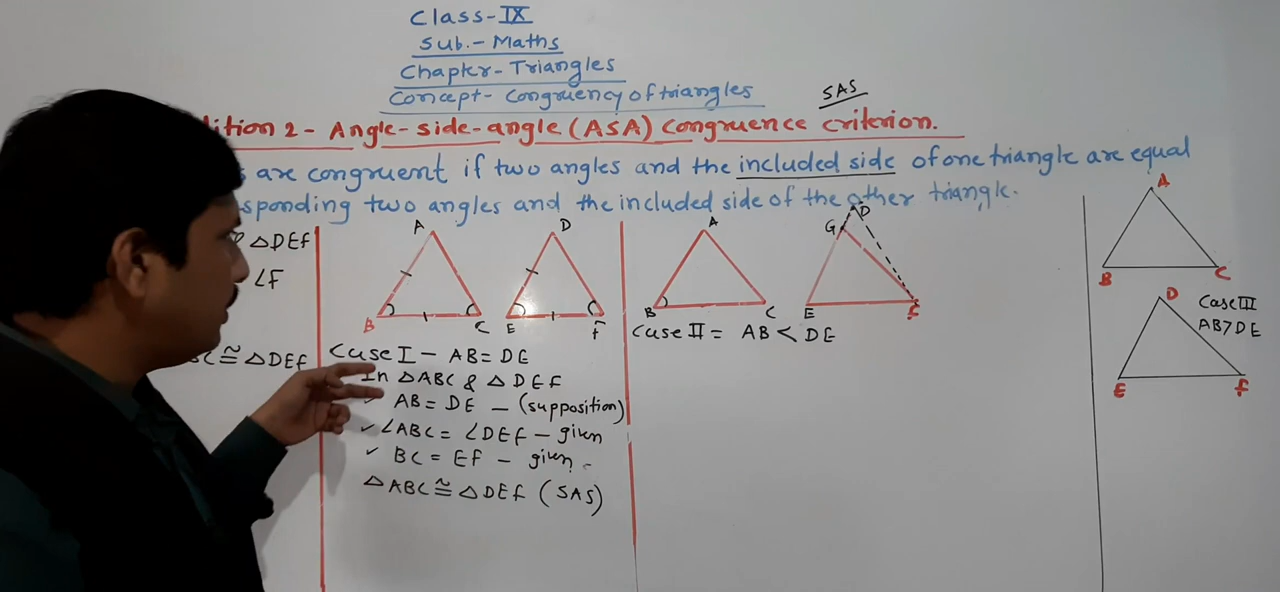 Class-IX
Sub.- Maths
Chapter- Triangles
Concept- Congruency of triangles
SAS
dition 2 - Angle-side-angle (ASA) congruence criterion.
s are congruent if two angles and the included side of one triangle are equal
sponding two angles and the included side of the other triangle.
△DEF
∠F
≅ △DEF
A
B
C
D
E
F
Case I - AB = DE
In △ABC & △DEF
✓ AB = DE - (supposition)
✓ ∠ABC = ∠DEF - given
✓ BC = EF - given
△ABC ≅ △DEF (SAS)
A
B
C
G
D
E
Case II = AB < DE
A
B
C
D
E
F
Case III
AB > DE